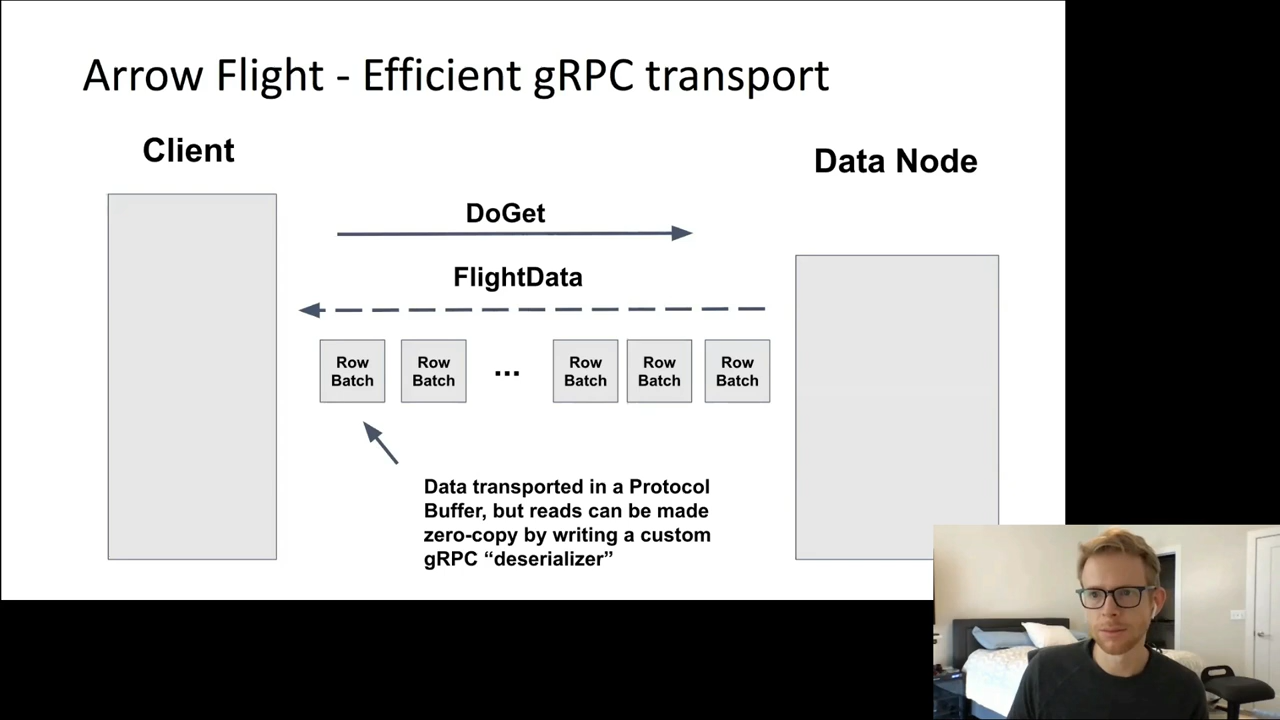 Arrow Flight - Efficient gRPC transport
Client
Data Node
DoGet
FlightData
Row
Batch
Row
Batch
...
Row
Batch
Row
Batch
Row
Batch
Data transported in a Protocol
Buffer, but reads can be made
zero-copy by writing a custom
gRPC “deserializer”